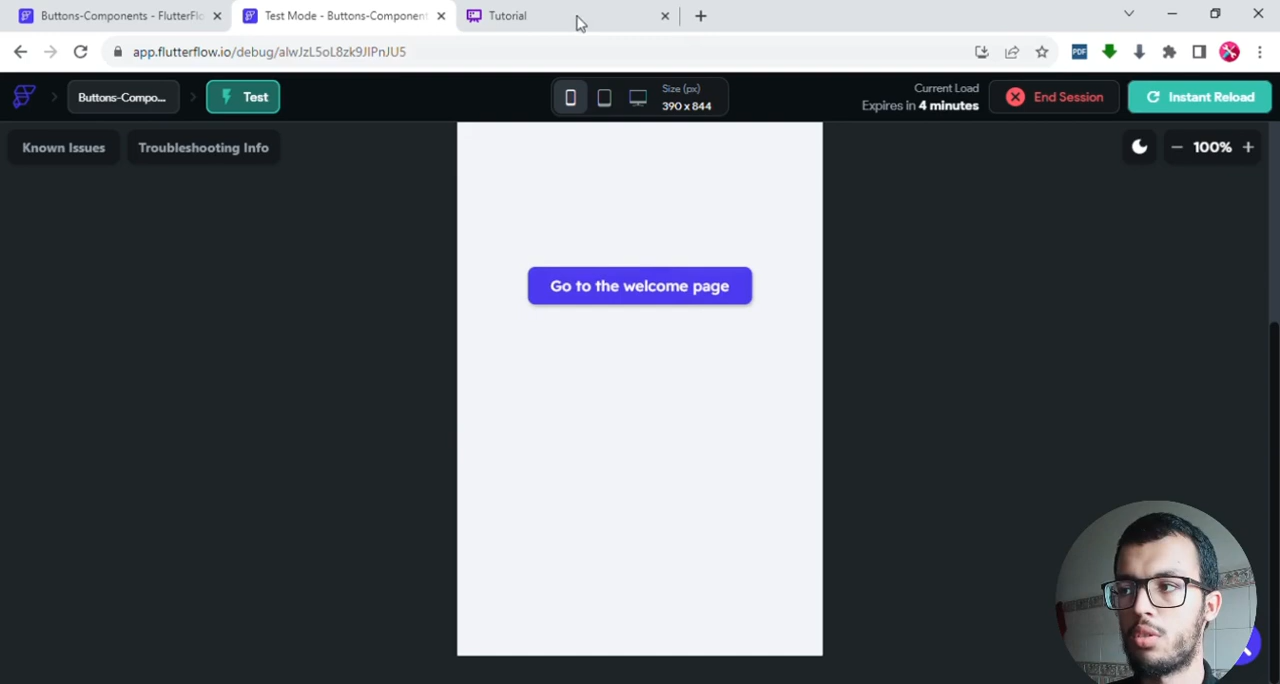 Buttons-Components - FlutterFlo
Test Mode - Buttons-Component
Tutorial
app.flutterflow.io/debug/alwJzL5oL8zk9JIPnJU5
PDF
Buttons-Compo...
Test
Size (px)
390 x 844
Current Load
Expires in 4 minutes
End Session
Instant Reload
Known Issues
Troubleshooting Info
100%
Go to the welcome page